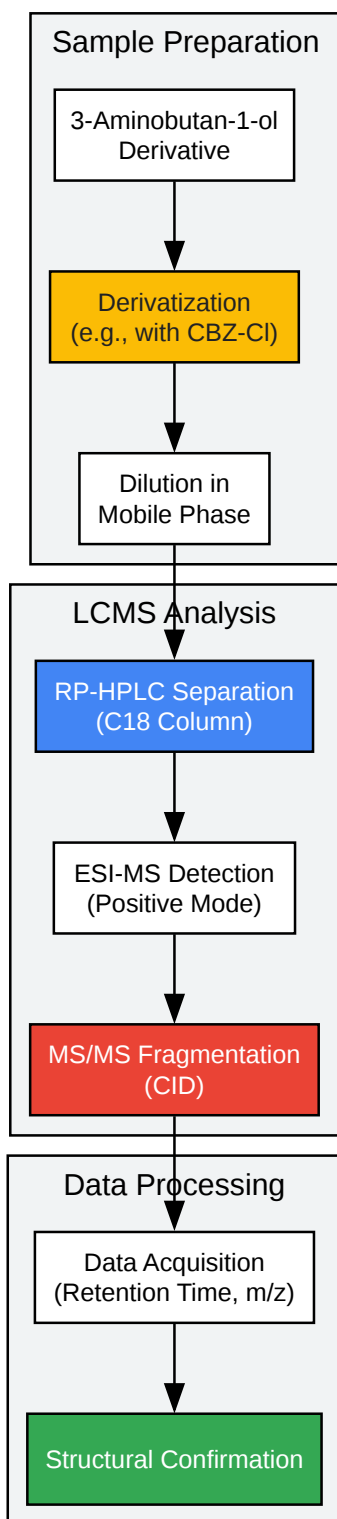 Sample Preparation
3-Aminobutan-1-ol
Derivative
Derivatization
(e.g., with CBZ-Cl)
Dilution in
Mobile Phase
LCMS Analysis
RP-HPLC Separation
(C18 Column)
ESI-MS Detection
(Positive Mode)
MS/MS Fragmentation
(CID)
Data Processing
Data Acquisition
(Retention Time, m/z)
Structural Confirmation